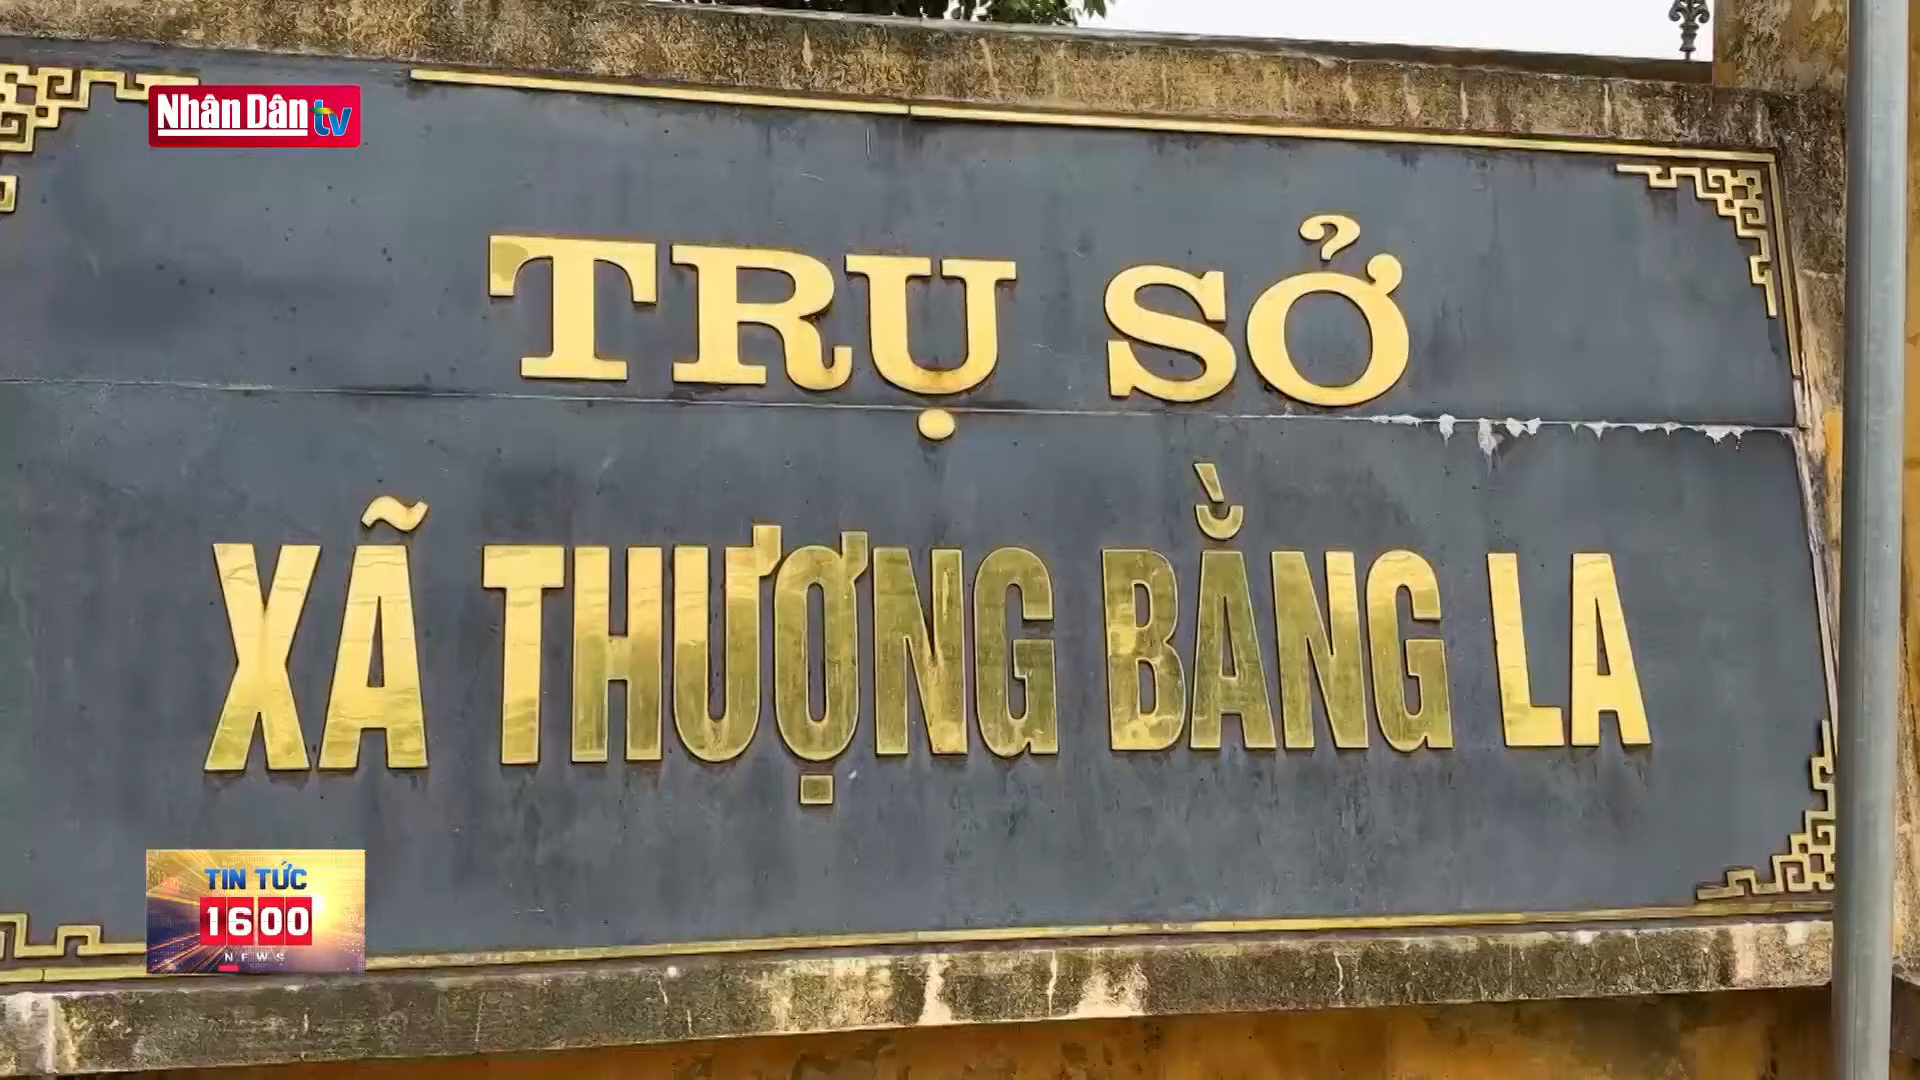 Nhân Dân tv
TRỤ SỞ
XÃ THƯỢNG BẰNG LA
TIN TỨC
1600
NEWS